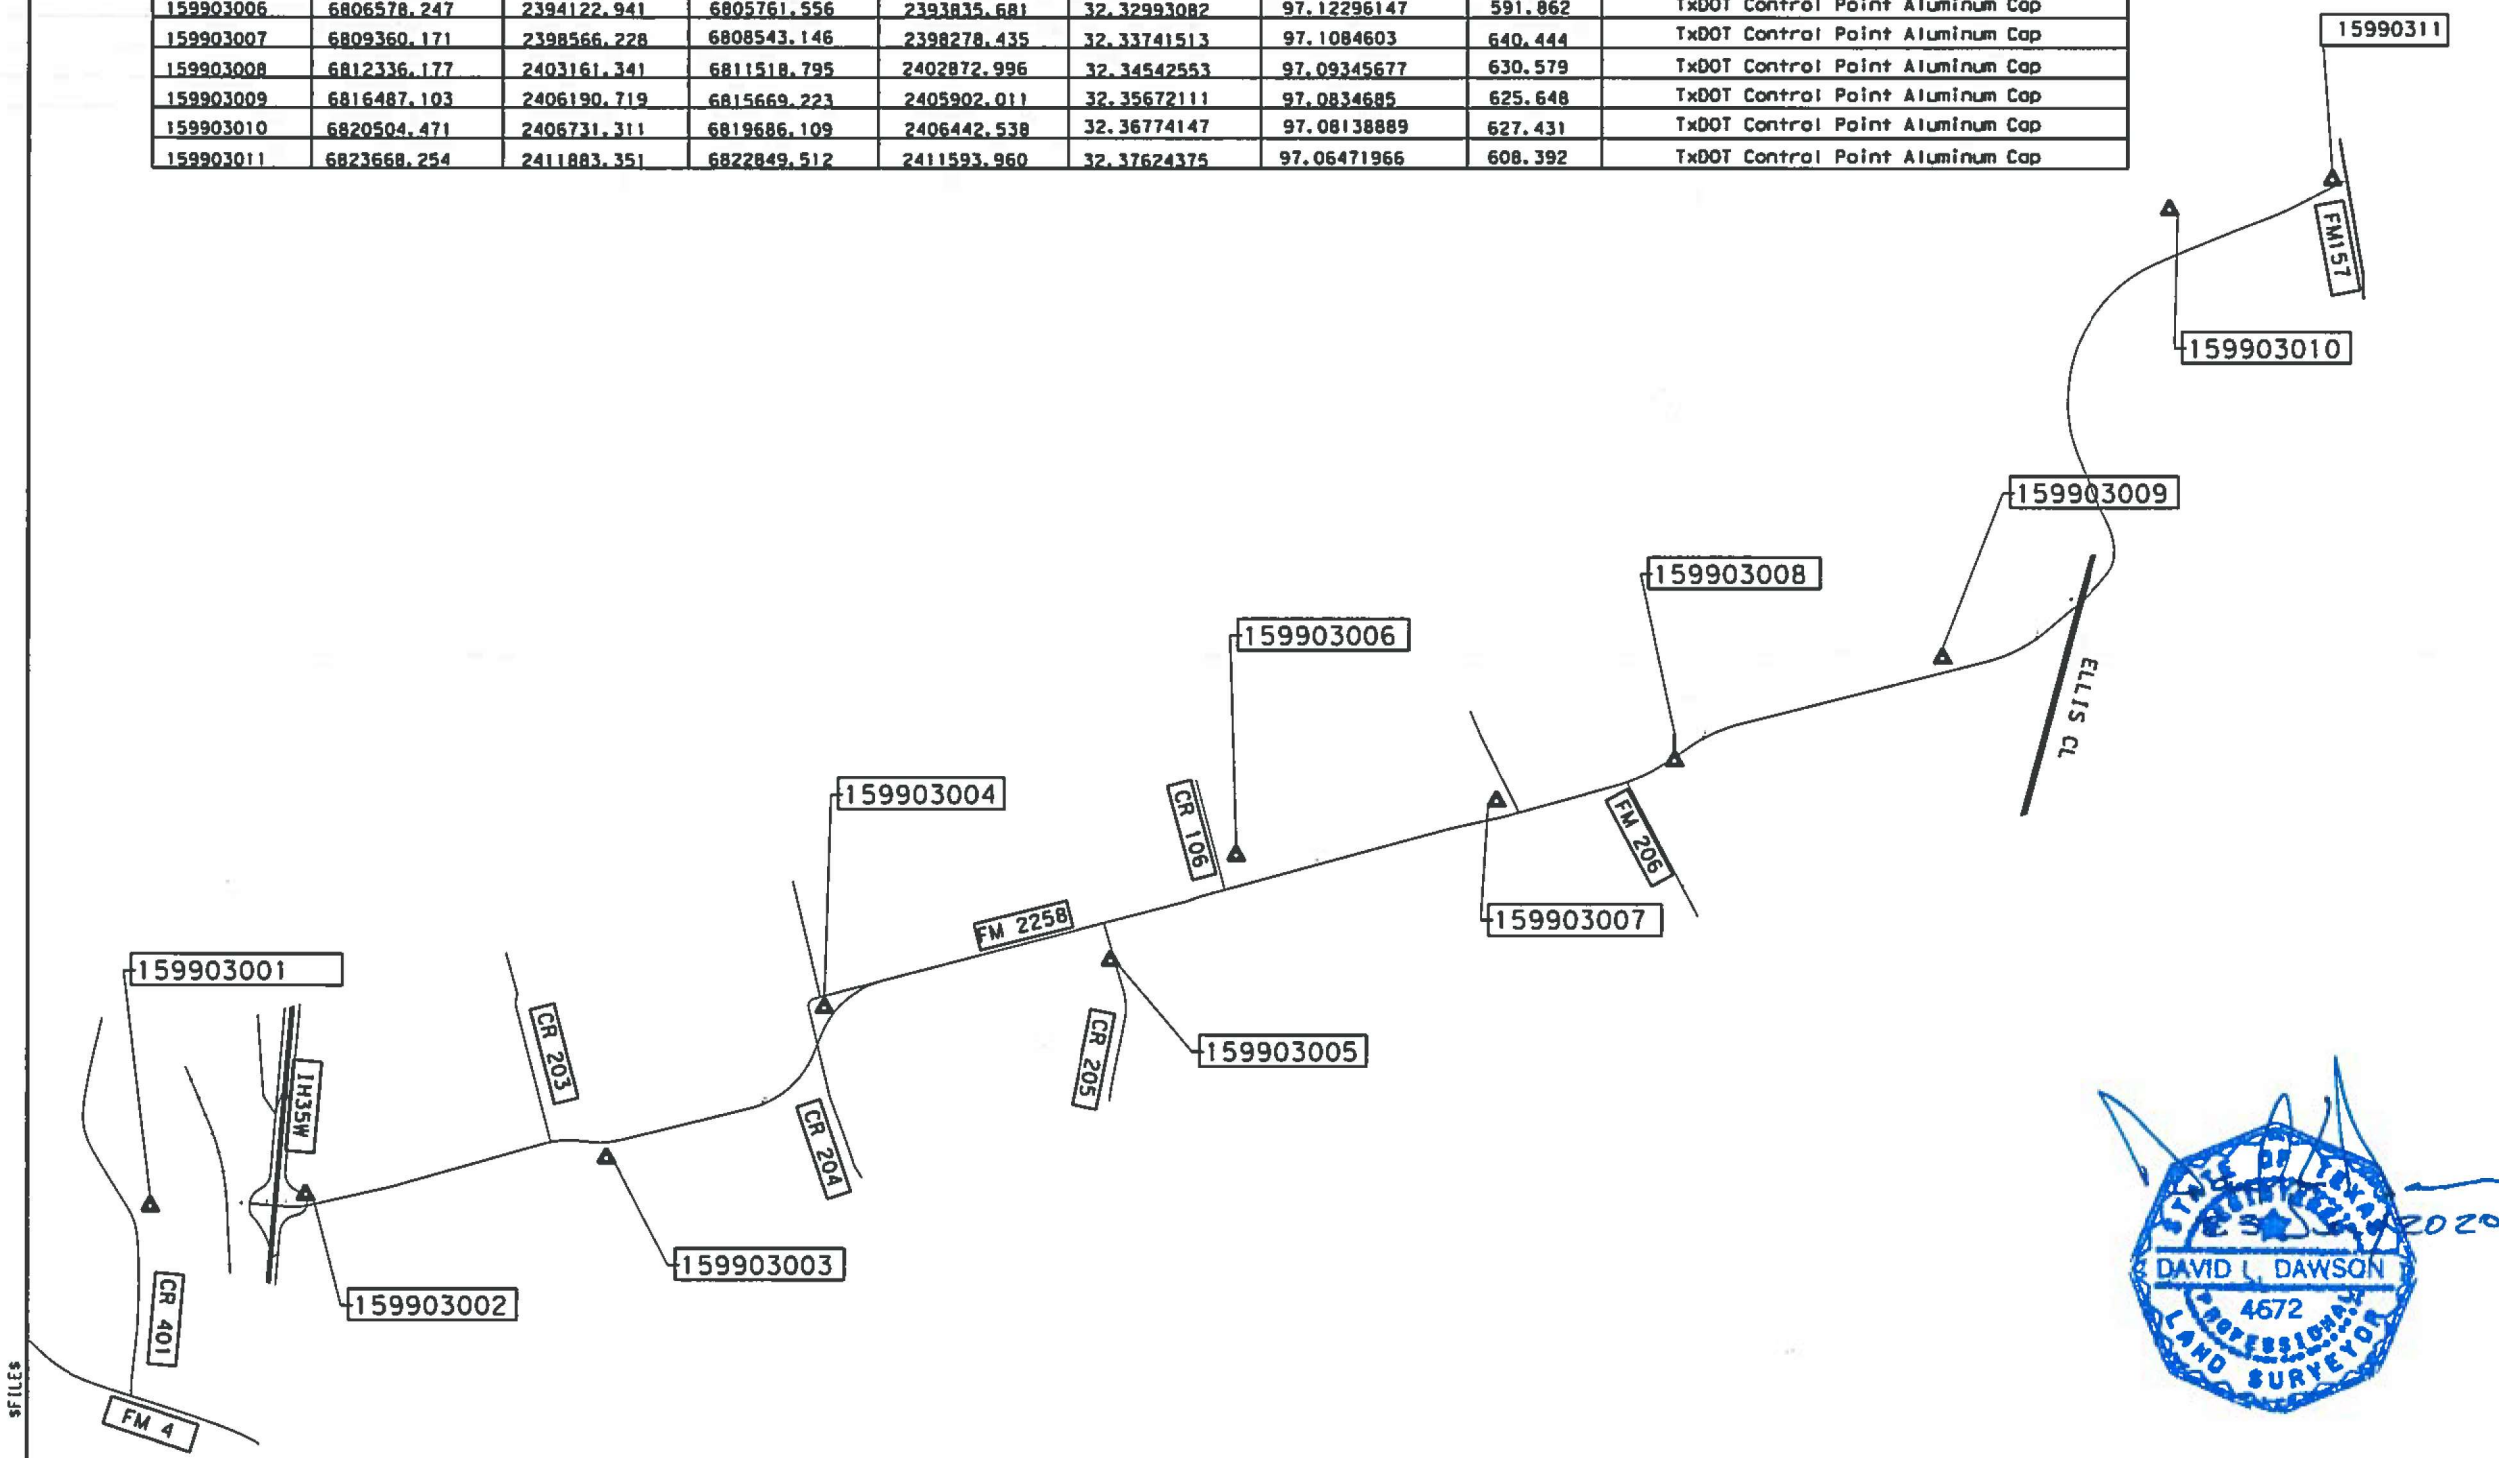 159903006 6806578.247 2394122.941 6805761.556 2393835.681 32.32993082 97.12296147 591.862 TxDOT Control Point Aluminum Cap
159903007 6809360.171 2398566.228 6808543.146 2398278.435 32.33741513 97.1084603 640.444 TxDOT Control Point Aluminum Cap
159903008 6812336.177 2403161.341 6811518.795 2402872.996 32.34542553 97.09345677 630.579 TxDOT Control Point Aluminum Cap
159903009 6816487.103 2406190.719 6815669.223 2405902.011 32.35672111 97.0834685 625.648 TxDOT Control Point Aluminum Cap
159903010 6820504.471 2406731.311 6819686.109 2406442.538 32.36774147 97.08138889 627.431 TxDOT Control Point Aluminum Cap
159903011 6823668.254 2411883.351 6822849.512 2411593.960 32.37624375 97.06471966 608.392 TxDOT Control Point Aluminum Cap
15990311
FM157
159903010
159903009
159903008
ELLIS CL
159903006
159903004
CR 106
FM 206
159903007
FM 2258
159903001
CR 203
IH35W
CR 205
159903005
CR 204
159903003
159903002
CR 401
FM 4
$FILE$
STATE OF TEXAS
REGISTERED
2020
DAVID L. DAWSON
4672
PROFESSIONAL
LAND SURVEYOR